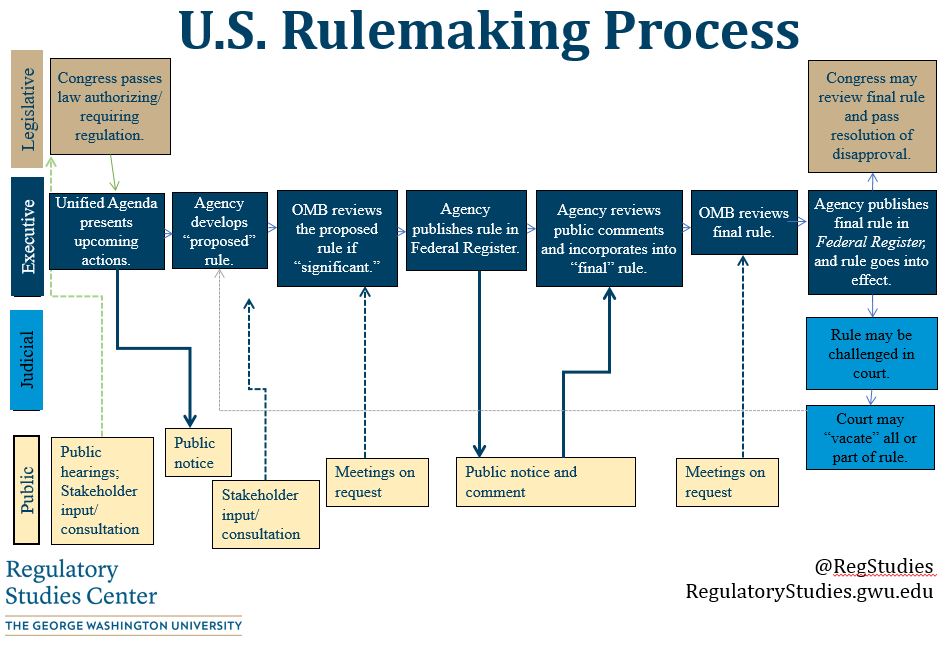 U.S. Rulemaking Process
Legislative
Congress passes
law authorizing/
requiring
regulation.
Congress may
review final rule
and pass
resolution of
disapproval.
Executive
Unified Agenda
presents
upcoming
actions.
Agency
develops
“proposed”
rule.
OMB reviews
the proposed
rule if
“significant.”
Agency
publishes rule in
Federal Register.
Agency reviews
public comments
and incorporates into
“final” rule.
OMB reviews
final rule.
Agency publishes
final rule in
Federal Register,
and rule goes into
effect.
Judicial
Rule may be
challenged in
court.
Court may
“vacate” all or
part of rule.
Public
Public
hearings;
Stakeholder
input/
consultation
Public
notice
Stakeholder
input/
consultation
Meetings on
request
Public notice and
comment
Meetings on
request
Regulatory
Studies Center
THE GEORGE WASHINGTON UNIVERSITY
@RegStudies
RegulatoryStudies.gwu.edu